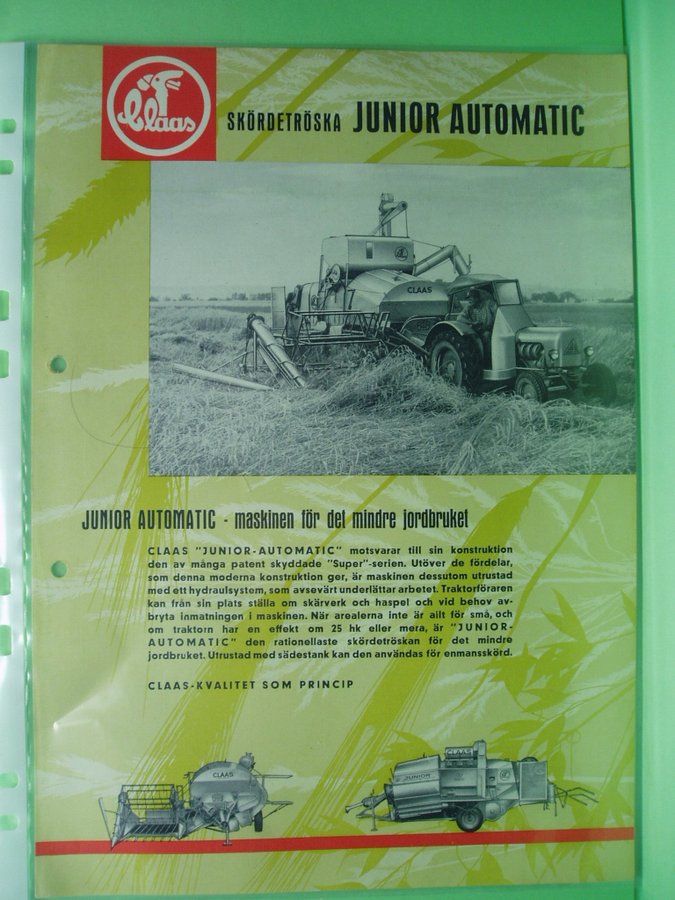 Claas
SKÖRDETRÖSKA JUNIOR AUTOMATIC
CLAAS
JUNIOR AUTOMATIC - maskinen för det mindre jordbruket
CLAAS "JUNIOR-AUTOMATIC" motsvarar till sin konstruktion
den av många patent skyddade "Super"-serien. Utöver de fördelar,
som denna moderna konstruktion ger, är maskinen dessutom utrustad
med ett hydraulsystem, som avsevärt underlättar arbetet. Traktorföraren
kan från sin plats ställa om skärverk och haspel och vid behov av-
bryta inmatningen i maskinen. När arealerna inte är allt för små, och
om traktorn har en effekt om 25 hk eller mera, är "JUNIOR-
AUTOMATIC" den rationellaste skördetröskan för det mindre
jordbruket. Utrustad med sädestank kan den användas för enmansskörd.
CLAAS-KVALITET SOM PRINCIP
CLAAS
CLAAS
JUNIOR